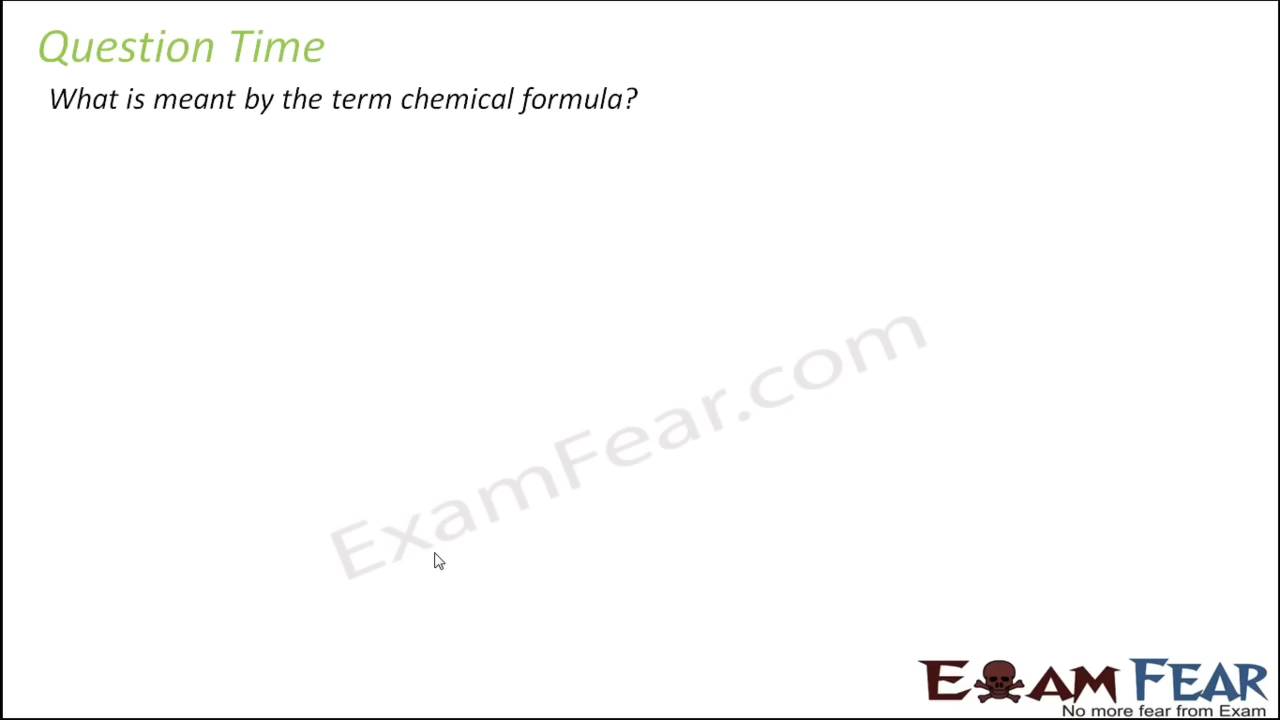 Question Time
What is meant by the term chemical formula?
ExamFear.com
EXAM FEAR
No more fear from Exam